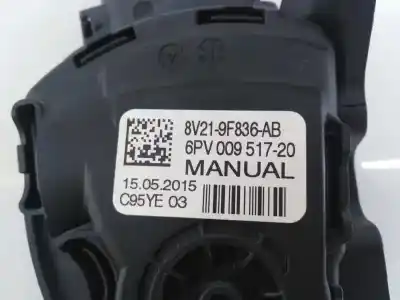 8V21-9F836-AB
6PV 009 517-20
MANUAL
15.05.2015
C95YE 03